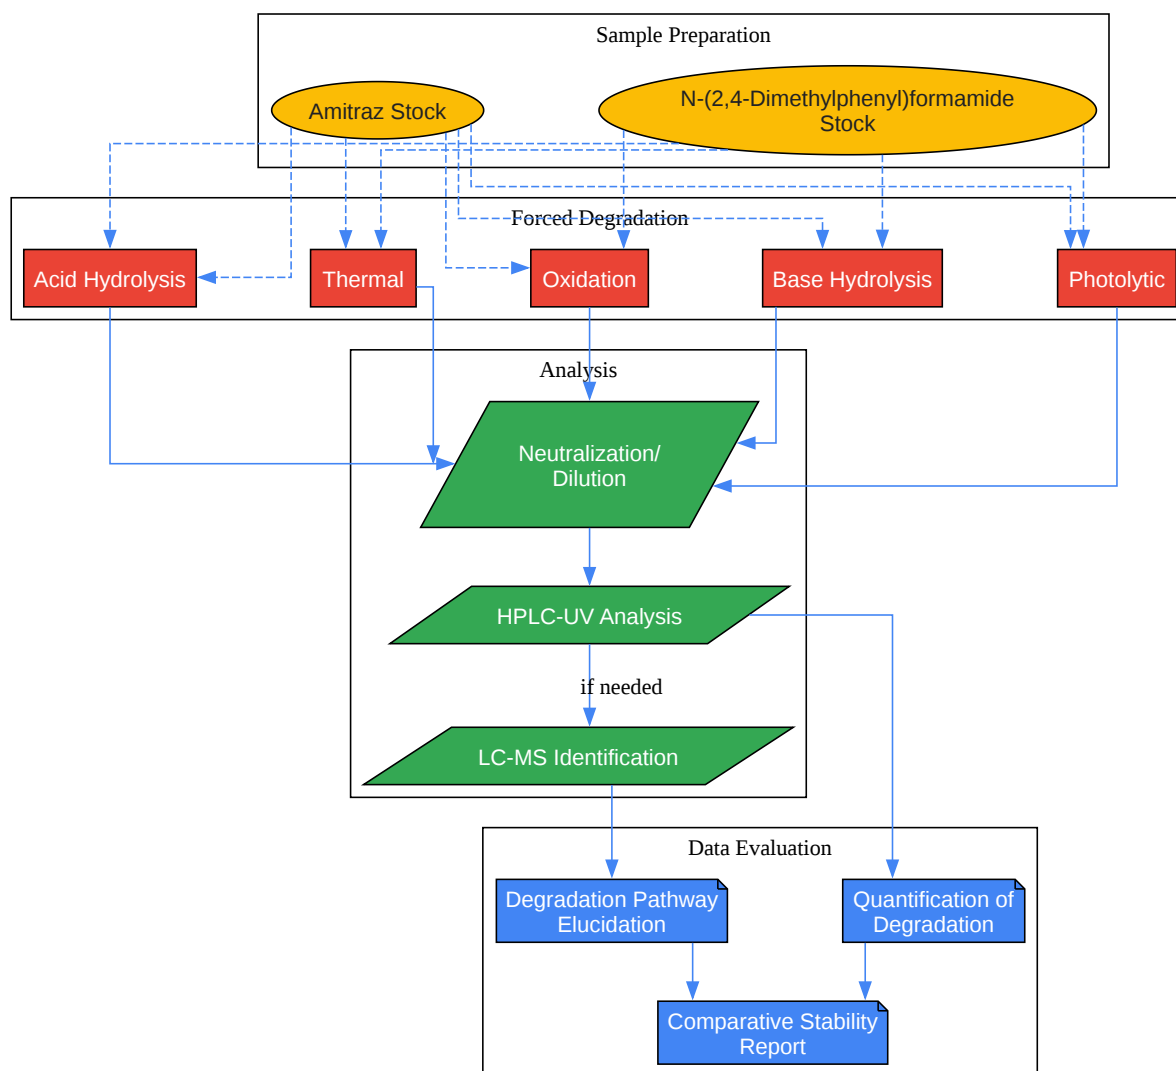 Sample Preparation
Amitraz Stock
N-(2,4-Dimethylphenyl)formamide
Stock
Forced Degradation
Acid Hydrolysis
Thermal
Oxidation
Base Hydrolysis
Photolytic
Analysis
Neutralization/
Dilution
HPLC-UV Analysis
if needed
LC-MS Identification
Data Evaluation
Degradation Pathway
Elucidation
Quantification of
Degradation
Comparative Stability
Report